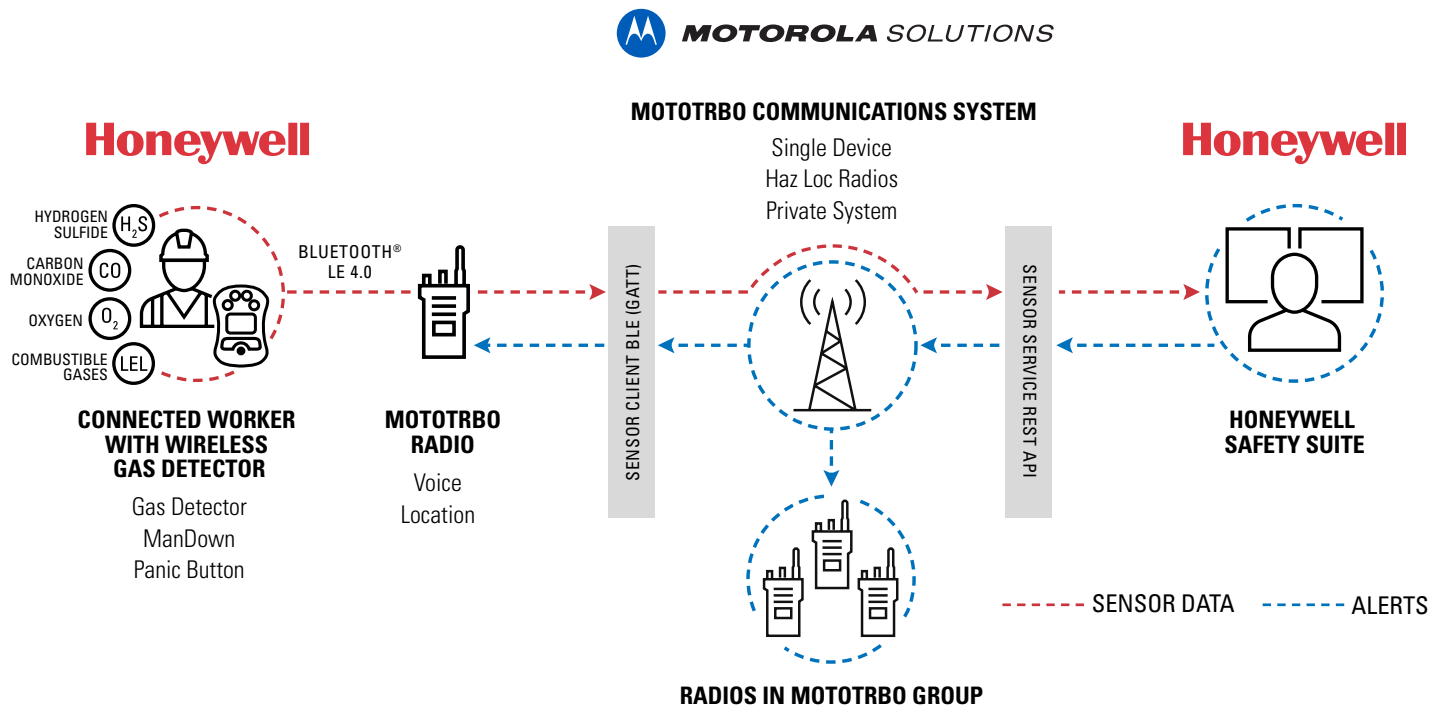 MOTOROLA SOLUTIONS
Honeywell
HYDROGEN
SULFIDE
H₂S
CARBON
MONOXIDE
CO
OXYGEN
O₂
COMBUSTIBLE
GASES
LEL
CONNECTED WORKER
WITH WIRELESS
GAS DETECTOR
Gas Detector
ManDown
Panic Button
BLUETOOTH®
LE 4.0
MOTOTRBO
RADIO
Voice
Location
SENSOR CLIENT BLE (GATT)
MOTOTRBO COMMUNICATIONS SYSTEM
Single Device
Haz Loc Radios
Private System
RADIOS IN MOTOTRBO GROUP
SENSOR SERVICE REST API
Honeywell
HONEYWELL
SAFETY SUITE
SENSOR DATA
ALERTS